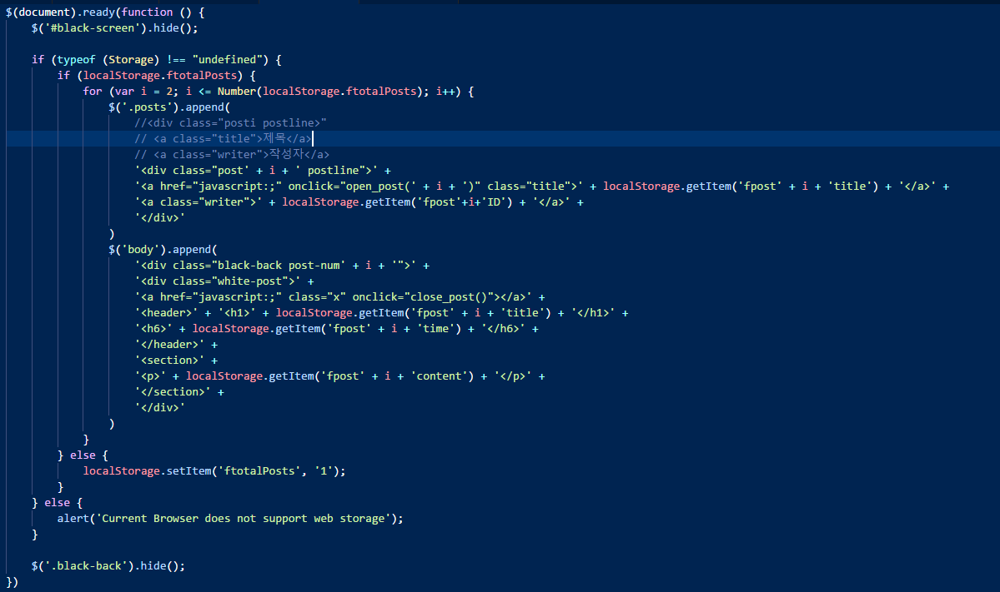 $(document).ready(function () {
    $('#black-screen').hide();

    if (typeof (Storage) !== "undefined") {
        if (localStorage.ftotalPosts) {
            for (var i = 2; i <= Number(localStorage.ftotalPosts); i++) {
                $('.posts').append(
                    //<div class="posti postline>"
                    // <a class="title">제목</a>
                    // <a class="writer">작성자</a>
                    '<div class="post' + i + ' postline">' +
                    '<a href="javascript:;" onclick="open_post(' + i + ')" class="title">' + localStorage.getItem('fpost' + i + 'title') + '</a>' +
                    '<a class="writer">' + localStorage.getItem('fpost'+i+'ID') + '</a>' +
                    '</div>'
                )
                $('body').append(
                    '<div class="black-back post-num' + i + '">' +
                    '<div class="white-post">' +
                    '<a href="javascript:;" class="x" onclick="close_post()"></a>' +
                    '<header>' + '<h1>' + localStorage.getItem('fpost' + i + 'title') + '</h1>' +
                    '<h6>' + localStorage.getItem('fpost' + i + 'time') + '</h6>' +
                    '</header>' +
                    '<section>' +
                    '<p>' + localStorage.getItem('fpost' + i + 'content') + '</p>' +
                    '</section>' +
                    '</div>'
                )
            }
        } else {
            localStorage.setItem('ftotalPosts', '1');
        }
    } else {
        alert('Current Browser does not support web storage');
    }

    $('.black-back').hide();
})